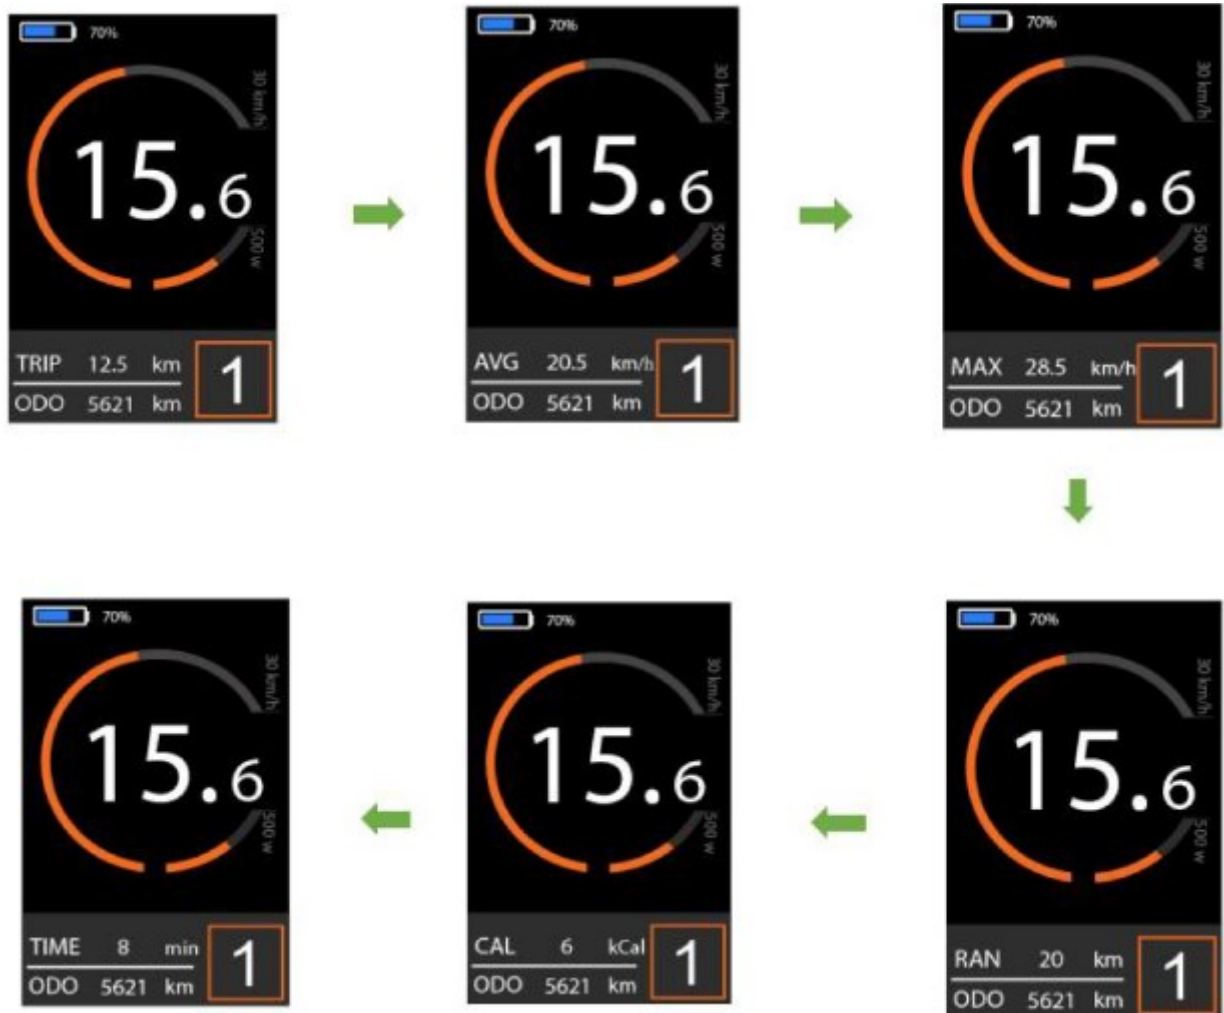 70%
30 km/h
15.6
500 W
TRIP 12.5 km
ODO 5621 km
1
70%
30 km/h
15.6
500 W
AVG 20.5 km/h
ODO 5621 km
1
70%
30 km/h
15.6
500 W
MAX 28.5 km/h
ODO 5621 km
1
70%
30 km/h
15.6
500 W
RAN 20 km
ODO 5621 km
1
70%
30 km/h
15.6
500 W
CAL 6 kCal
ODO 5621 km
1
70%
30 km/h
15.6
500 W
TIME 8 min
ODO 5621 km
1